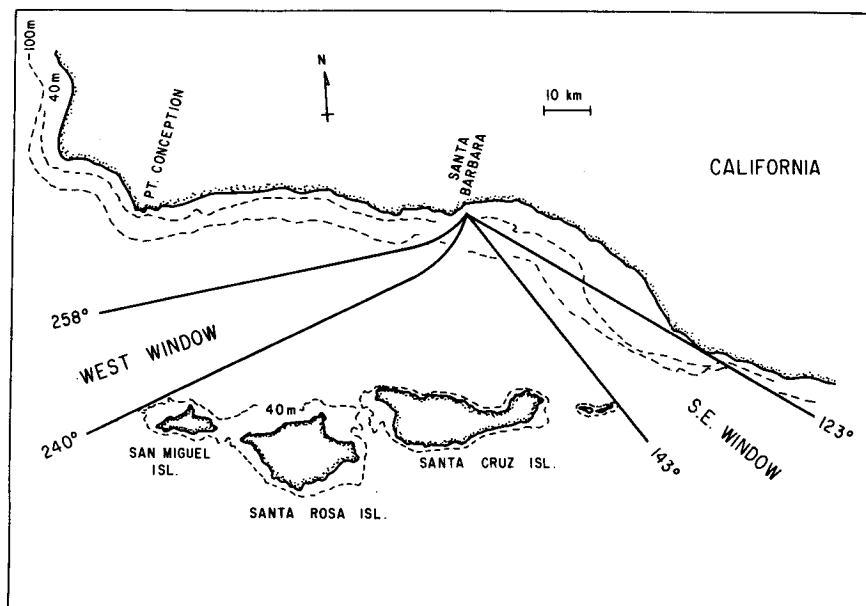 100m
40m
PT. CONCEPTION
N
SANTA
BARBARA
10 km
CALIFORNIA
258°
WEST WINDOW
240°
40m
SAN MIGUEL
ISL.
SANTA ROSA ISL.
SANTA CRUZ ISL.
S.E. WINDOW
123°
143°